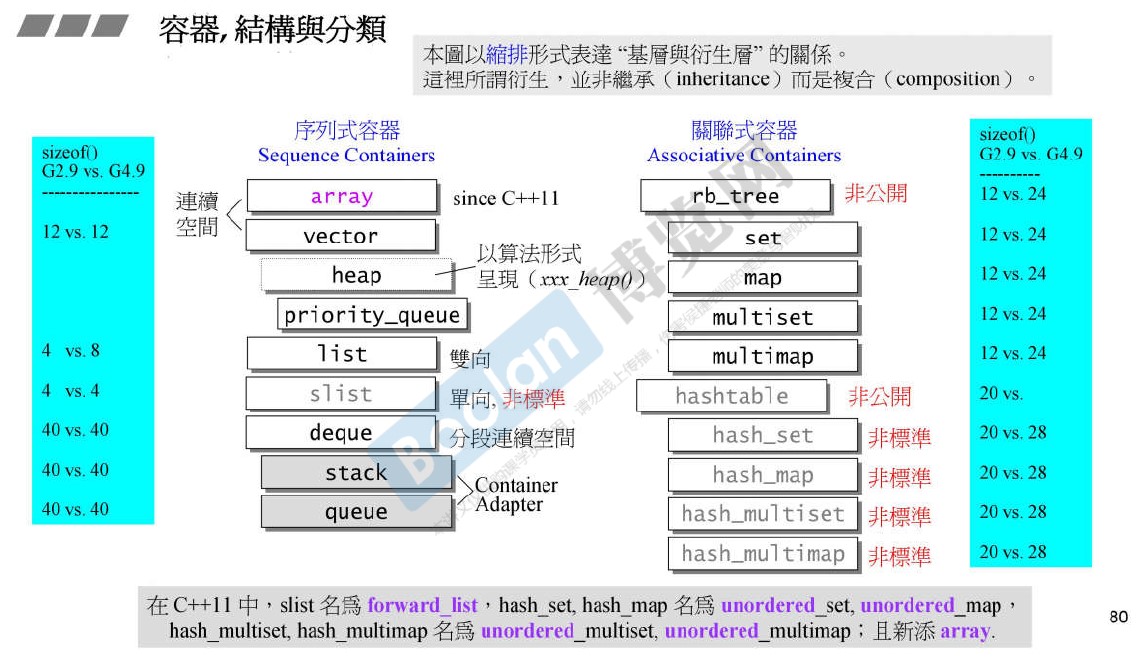 容器, 結構與分類
本圖以縮排形式表達 “基層與衍生層” 的關係。
這裡所謂衍生，並非繼承（inheritance）而是複合（composition）。
sizeof()
G2.9 vs. G4.9
----------------
12 vs. 12
4 vs. 8
4 vs. 4
40 vs. 40
40 vs. 40
40 vs. 40
序列式容器
Sequence Containers
連續
空間
array
since C++11
vector
heap
以算法形式
呈現（xxx_heap()）
priority_queue
list
雙向
slist
單向, 非標準
deque
分段連續空間
stack
queue
Container
Adapter
關聯式容器
Associative Containers
rb_tree
非公開
set
map
multiset
multimap
hashtable
非公開
hash_set
非標準
hash_map
非標準
hash_multiset
非標準
hash_multimap
非標準
sizeof()
G2.9 vs. G4.9
----------
12 vs. 24
12 vs. 24
12 vs. 24
12 vs. 24
12 vs. 24
20 vs.
20 vs. 28
20 vs. 28
20 vs. 28
20 vs. 28
Boolan
博览网
在 C++11 中，slist 名為 forward_list，hash_set, hash_map 名為 unordered_set, unordered_map，
hash_multiset, hash_multimap 名為 unordered_multiset, unordered_multimap；且新添 array.
80